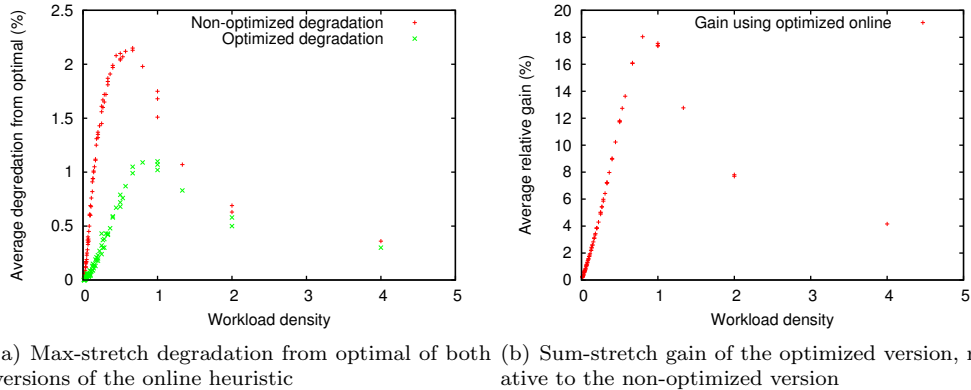 2.5
2
1.5
1
0.5
0
0 1 2 3 4 5
Average degradation from optimal (%)
Workload density
Non-optimized degradation
Optimized degradation
20
18
16
14
12
10
8
6
4
2
0
0 1 2 3 4 5
Average relative gain (%)
Workload density
Gain using optimized online
a) Max-stretch degradation from optimal of both
versions of the online heuristic
(b) Sum-stretch gain of the optimized version,
ative to the non-optimized version